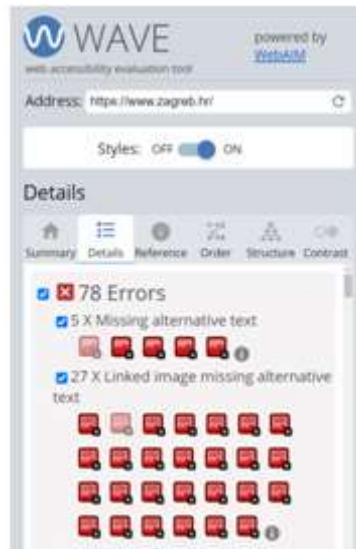 WAVE
powered by
WebAIM
web accessibility evaluation tool
Address: https://www.zagreb.hr/
Styles: OFF ON
Details
Summary Details Reference Order Structure Contrast
78 Errors
5 X Missing alternative text
27 X Linked image missing alternative
text